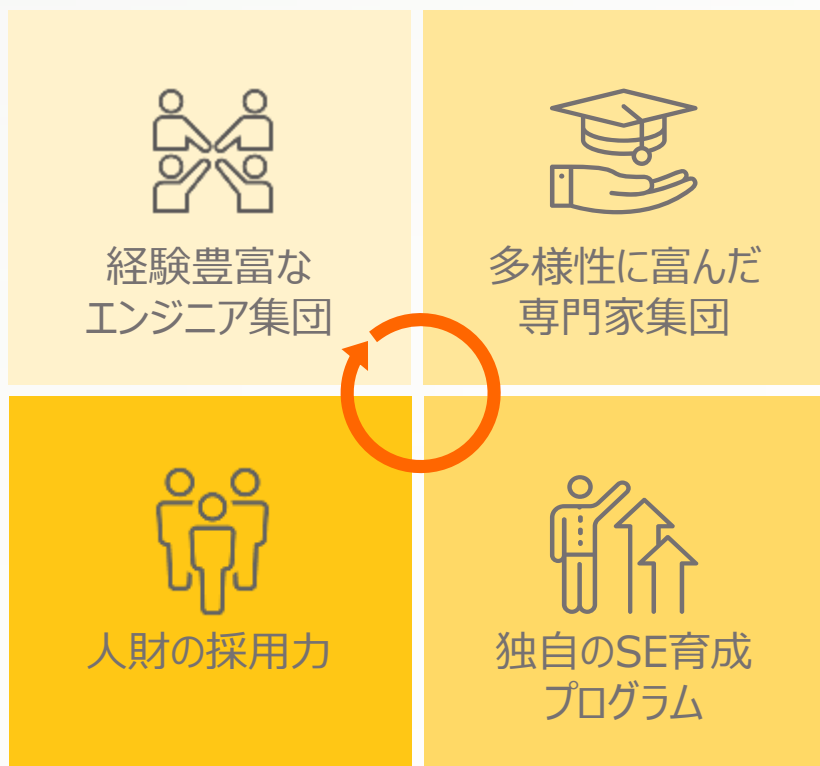 経験豊富な
エンジニア集団
多様性に富んだ
専門家集団
人財の採用力
独自のSE育成
プログラム